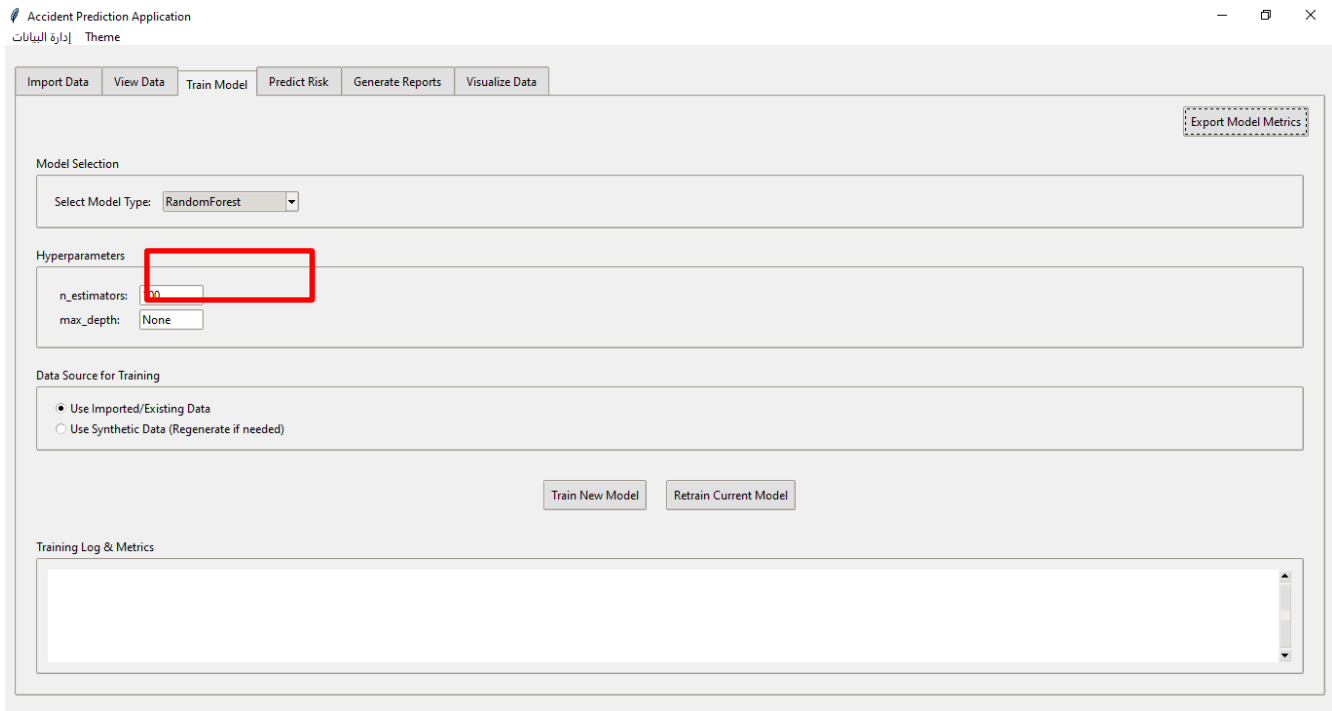 Accident Prediction Application
إدارة البيانات Theme
Import Data View Data Train Model Predict Risk Generate Reports Visualize Data
Export Model Metrics
Model Selection
Select Model Type: RandomForest
Hyperparameters
n_estimators:
max_depth: None
Data Source for Training
Use Imported/Existing Data
Use Synthetic Data (Regenerate if needed)
Train New Model Retrain Current Model
Training Log & Metrics